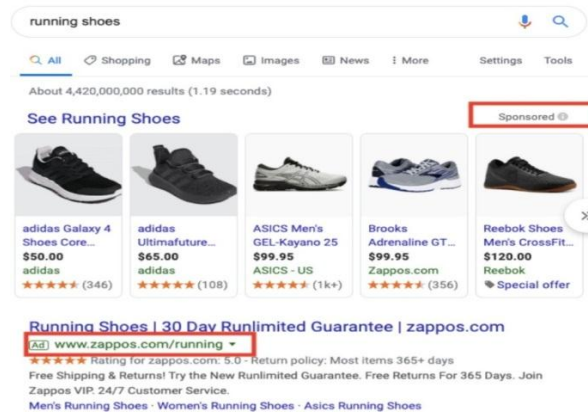 running shoes
All Shopping Maps Images News More Settings Tools
About 4,420,000,000 results (1.19 seconds)
See Running Shoes Sponsored
adidas Galaxy 4 Shoes Core...
$50.00
adidas
(346)
adidas Ultimafuture...
$65.00
adidas
(108)
ASICS Men's GEL-Kayano 25
$99.95
ASICS - US
(1k+)
Brooks Adrenaline GT...
$99.95
Zappos.com
(356)
Reebok Shoes Men's CrossFit...
$120.00
Reebok
Special offer
Running Shoes | 30 Day Runlimited Guarantee | zappos.com
Ad www.zappos.com/running
Rating for zappos.com: 5.0 - Return policy: Most items 365+ days
Free Shipping & Returns! Try the New Runlimited Guarantee. Free Returns For 365 Days. Join
Zappos VIP. 24/7 Customer Service.
Men's Running Shoes · Women's Running Shoes · Asics Running Shoes